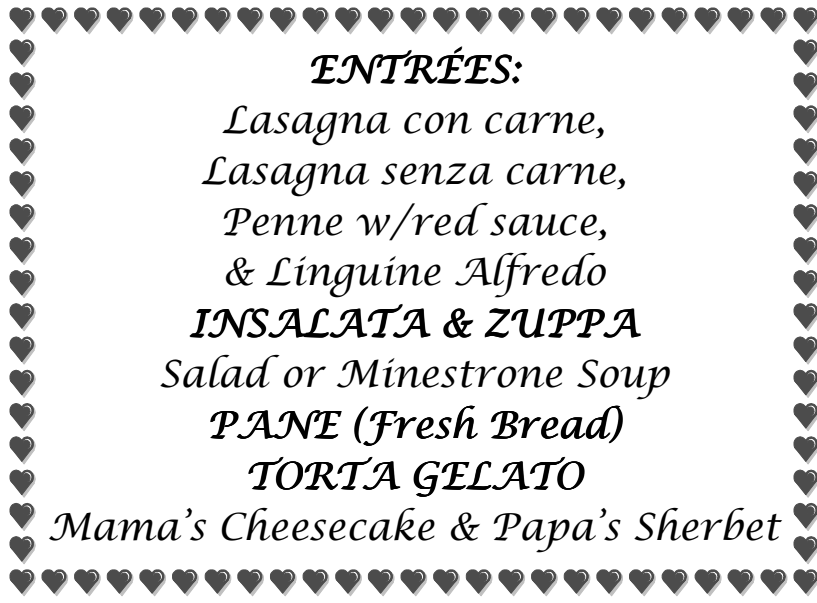 ENTRÉES:
Lasagna con carne,
Lasagna senza carne,
Penne w/red sauce,
& Linguine Alfredo
INSALATA & ZUPPA
Salad or Minestrone Soup
PANE (Fresh Bread)
TORTA GELATO
Mama’s Cheesecake & Papa’s Sherbet